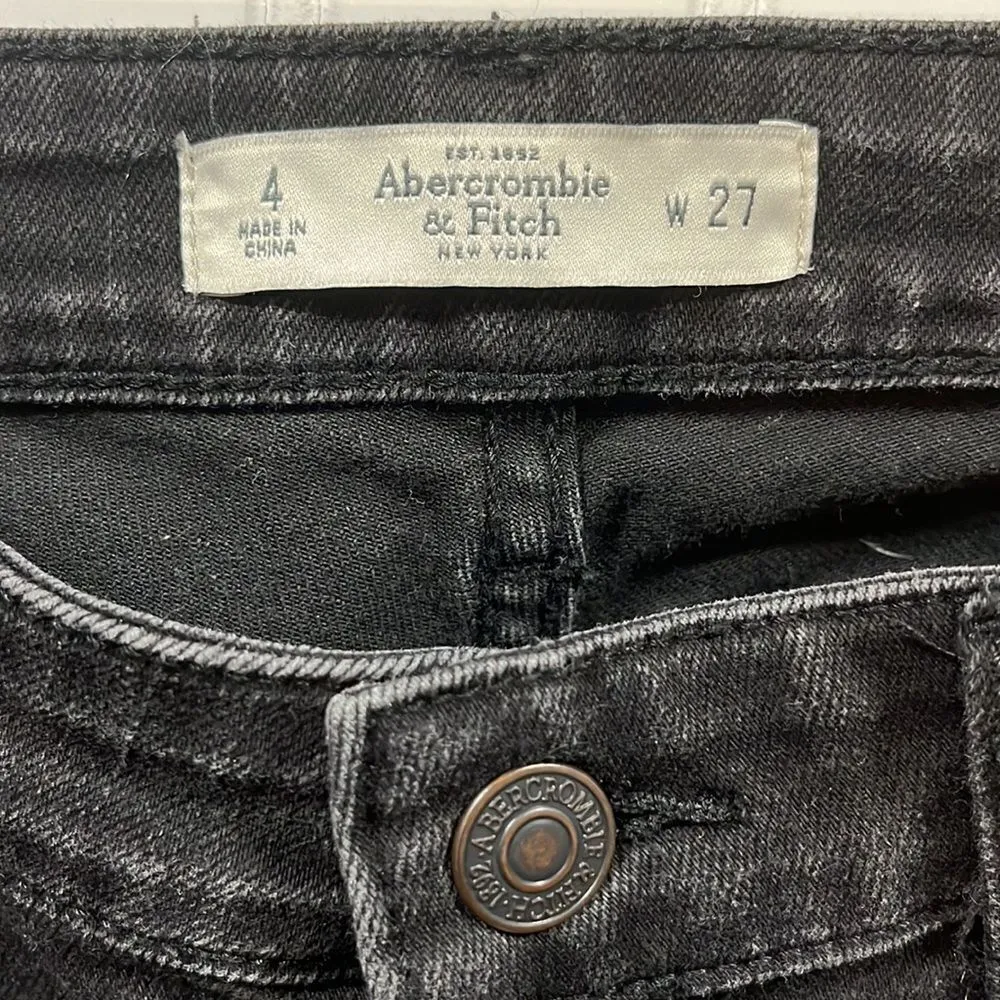 4
MADE IN
CHINA
EST. 1892
Abercrombie
& Fitch
NEW YORK
W 27
ABERCROMBIE & FITCH · 1892 ·